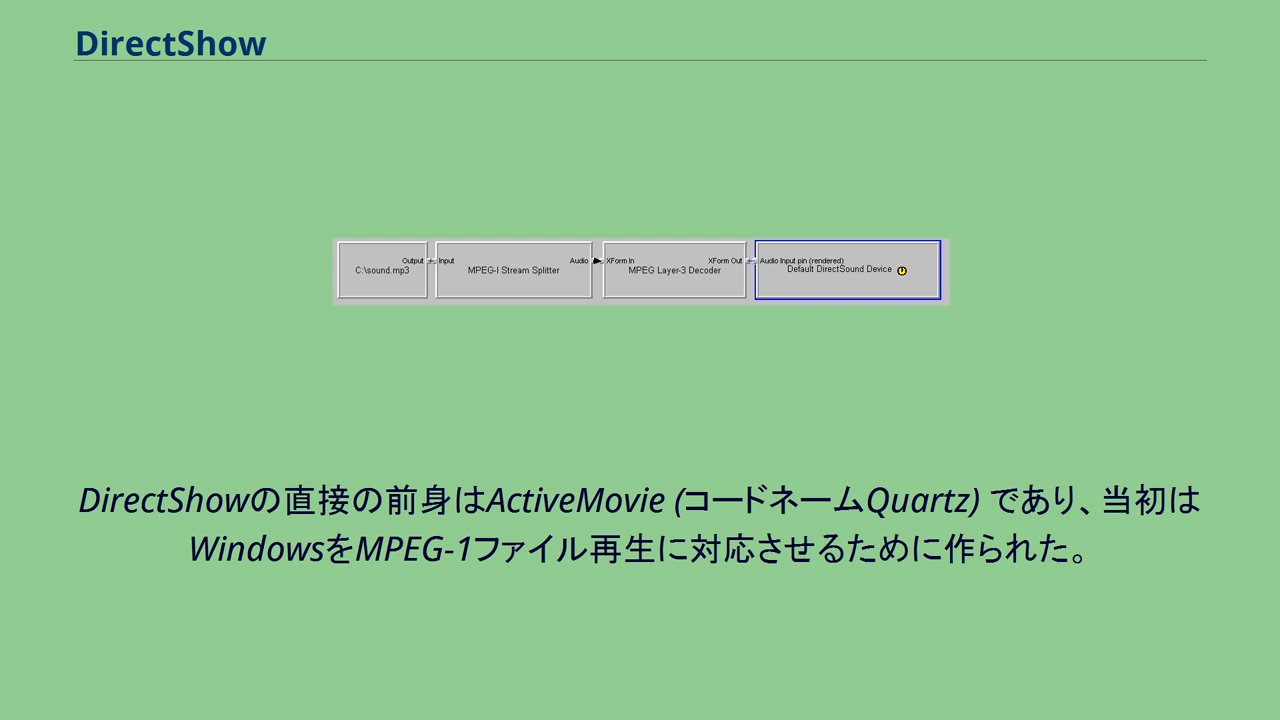 DirectShow
Output Input Audio XForm In XForm Out Audio Input pin (rendered)
C:\sound.mp3 MPEG-I Stream Splitter MPEG Layer-3 Decoder Default DirectSound Device
DirectShowの直接の前身はActiveMovie (コードネームQuartz) であり、当初は
WindowsをMPEG-1ファイル再生に対応させるために作られた。